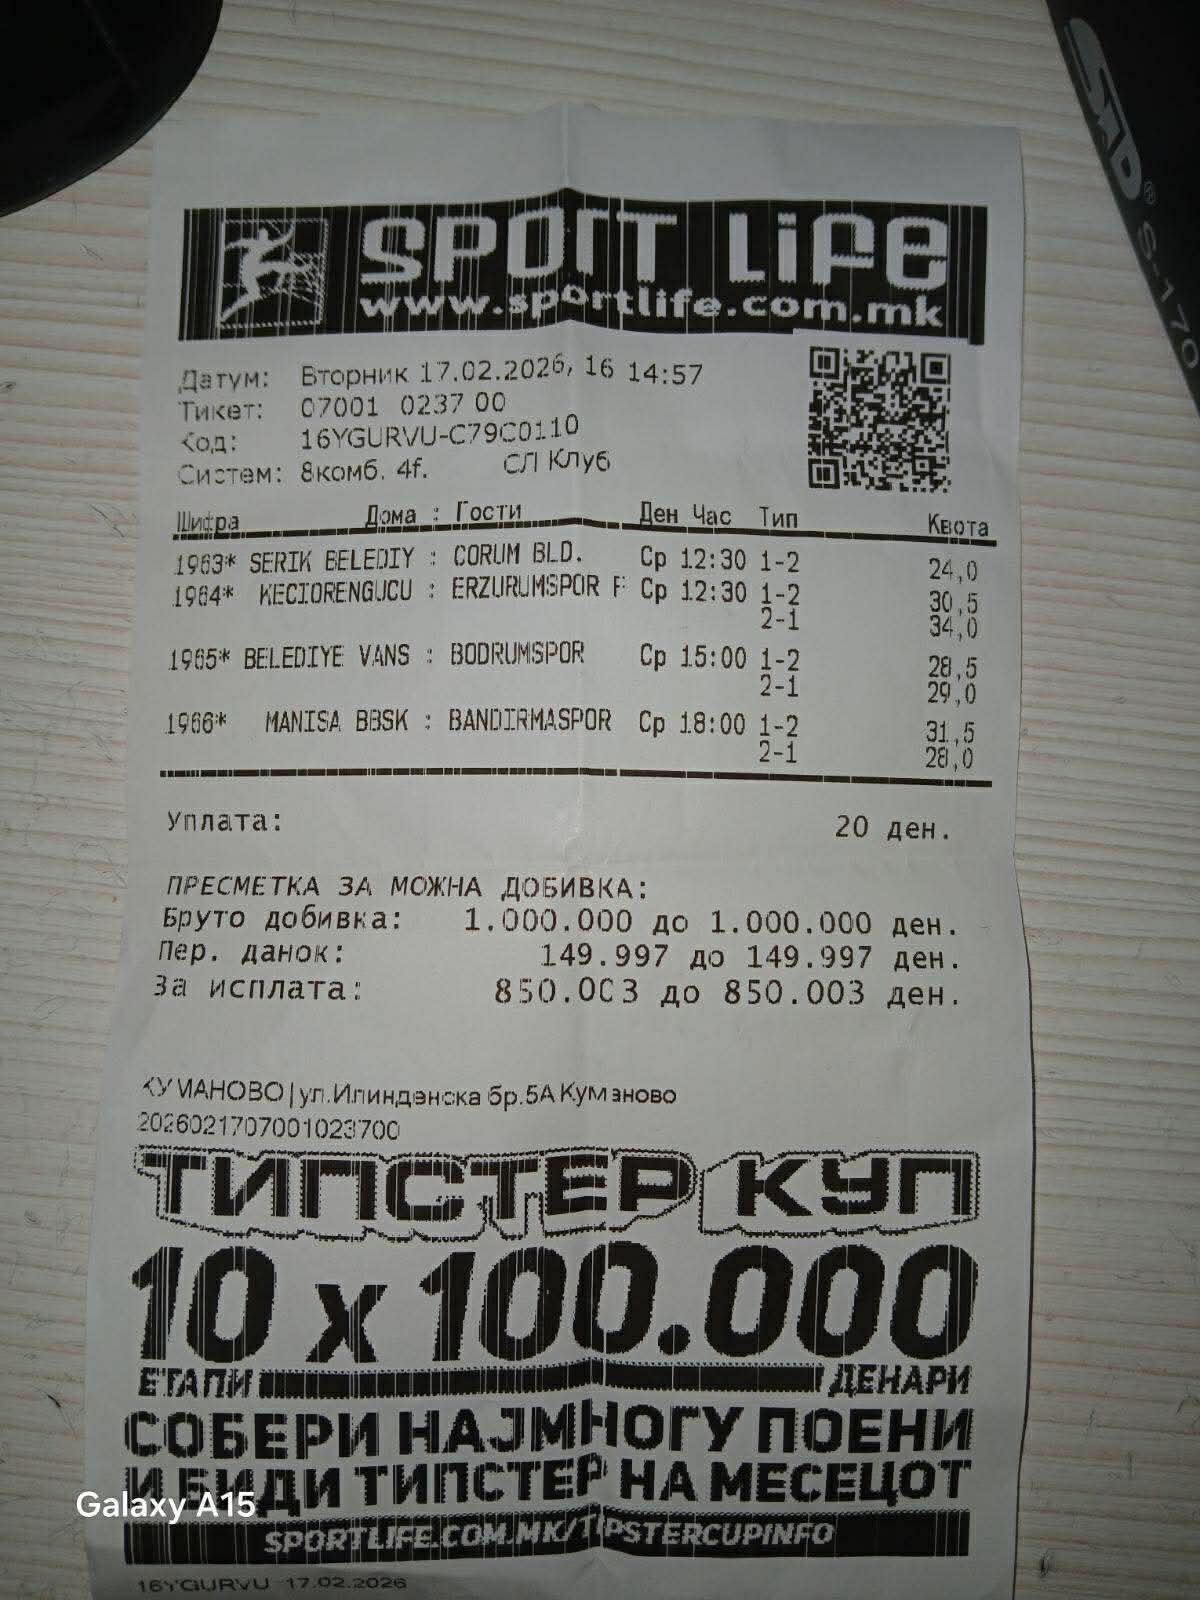 SPORT LIFE
www.sportlife.com.mk
Датум: Вторник 17.02.2026, 16 14:57
Тикет: 07001 0237 00
Код: 16YGURVU-C79C0110
Систем: 8комб. 4f. СЛ Клуб
Шифра Дома : Гости Ден Час Тип Квота
1963* SERIK BELEDIY : CORUM BLD. Ср 12:30 1-2 24,0
1964* KECIORENGUCU : ERZURUMSPOR F Ср 12:30 1-2 30,5
2-1 34,0
1965* BELEDIYE VANS : BODRUMSPOR Ср 15:00 1-2 28,5
2-1 29,0
1966* MANISA BBSK : BANDIRMASPOR Ср 18:00 1-2 31,5
2-1 28,0
Уплата: 20 ден.
ПРЕСМЕТКА ЗА МОЖНА ДОБИВКА:
Бруто добивка: 1.000.000 до 1.000.000 ден.
Пер. данок: 149.997 до 149.997 ден.
За исплата: 850.003 до 850.003 ден.
КУМАНОВО|ул.Илинденска бр.5А Куманово
2026021707001023700
ТИПСТЕР КУП
10 x 100.000
ЕТАПИ ДЕНАРИ
СОБЕРИ НАЈМНОГУ ПОЕНИ
И БИДИ ТИПСТЕР НА МЕСЕЦОТ
SPORTLIFE.COM.MK/TIPSTERCUPINFO
16YGURVU 17.02.2026
Galaxy A15
S-170